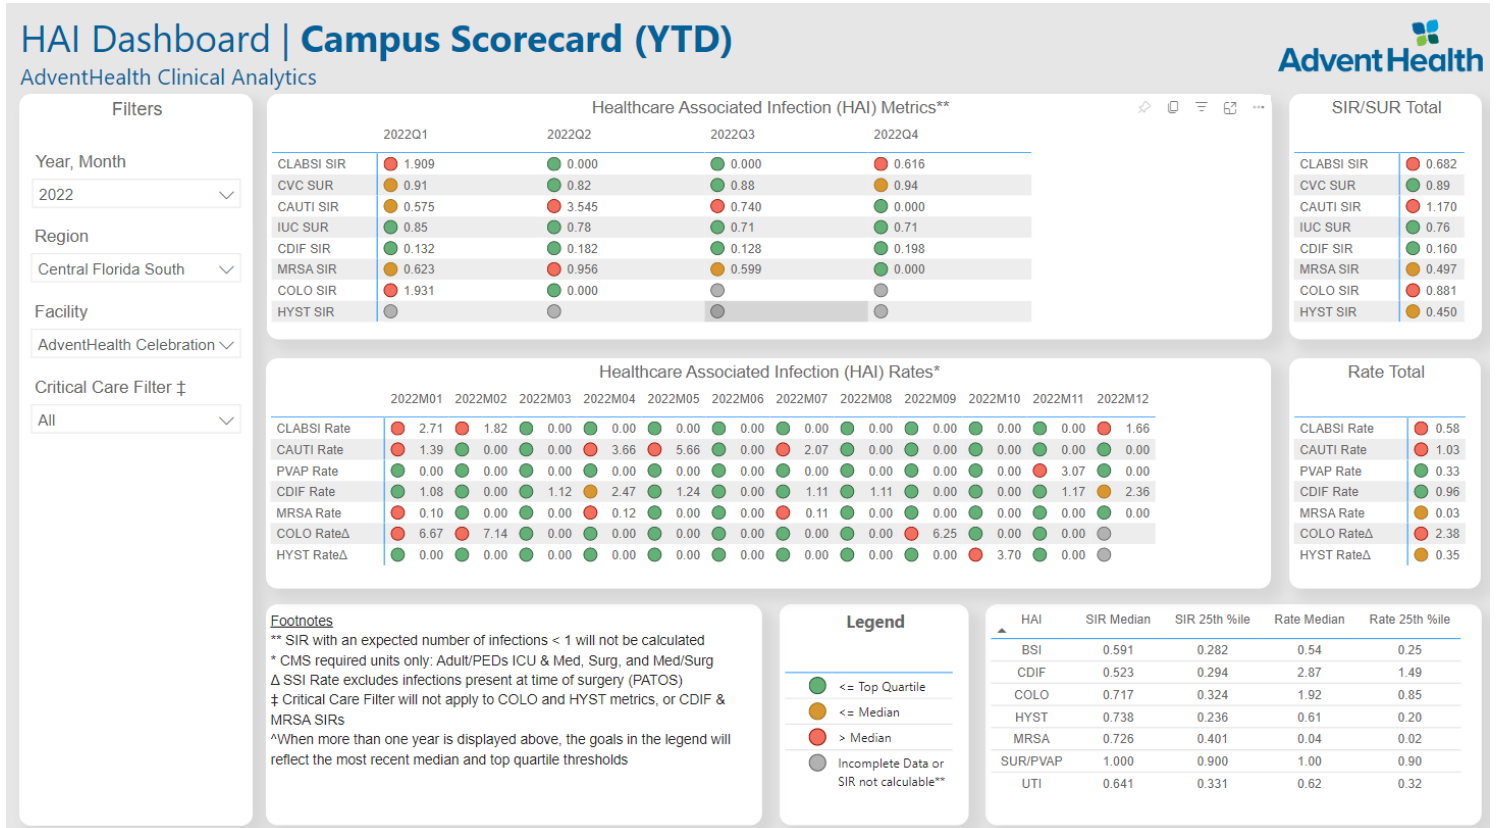 HAI Dashboard | Campus Scorecard (YTD)
AdventHealth Clinical Analytics
AdventHealth
Filters
Year, Month
2022
Region
Central Florida South
Facility
AdventHealth Celebration
Critical Care Filter ‡
All
Healthcare Associated Infection (HAI) Metrics**
2022Q1 2022Q2 2022Q3 2022Q4
CLABSI SIR 1.909 0.000 0.000 0.616
CVC SUR 0.91 0.82 0.88 0.94
CAUTI SIR 0.575 3.545 0.740 0.000
IUC SUR 0.85 0.78 0.71 0.71
CDIF SIR 0.132 0.182 0.128 0.198
MRSA SIR 0.623 0.956 0.599 0.000
COLO SIR 1.931 0.000
HYST SIR
SIR/SUR Total
CLABSI SIR 0.682
CVC SUR 0.89
CAUTI SIR 1.170
IUC SUR 0.76
CDIF SIR 0.160
MRSA SIR 0.497
COLO SIR 0.881
HYST SIR 0.450
Healthcare Associated Infection (HAI) Rates*
2022M01 2022M02 2022M03 2022M04 2022M05 2022M06 2022M07 2022M08 2022M09 2022M10 2022M11 2022M12
CLABSI Rate 2.71 1.82 0.00 0.00 0.00 0.00 0.00 0.00 0.00 0.00 0.00 1.66
CAUTI Rate 1.39 0.00 0.00 3.66 5.66 0.00 2.07 0.00 0.00 0.00 0.00 0.00
PVAP Rate 0.00 0.00 0.00 0.00 0.00 0.00 0.00 0.00 0.00 0.00 3.07 0.00
CDIF Rate 1.08 0.00 1.12 2.47 1.24 0.00 1.11 1.11 0.00 0.00 1.17 2.36
MRSA Rate 0.10 0.00 0.00 0.12 0.00 0.00 0.11 0.00 0.00 0.00 0.00 0.00
COLO RateΔ 6.67 7.14 0.00 0.00 0.00 0.00 0.00 0.00 6.25 0.00 0.00
HYST RateΔ 0.00 0.00 0.00 0.00 0.00 0.00 0.00 0.00 0.00 3.70 0.00
Rate Total
CLABSI Rate 0.58
CAUTI Rate 1.03
PVAP Rate 0.33
CDIF Rate 0.96
MRSA Rate 0.03
COLO RateΔ 2.38
HYST RateΔ 0.35
Footnotes
** SIR with an expected number of infections < 1 will not be calculated
* CMS required units only: Adult/PEDs ICU & Med, Surg, and Med/Surg
Δ SSI Rate excludes infections present at time of surgery (PATOS)
‡ Critical Care Filter will not apply to COLO and HYST metrics, or CDIF &
MRSA SIRs
^When more than one year is displayed above, the goals in the legend will
reflect the most recent median and top quartile thresholds
Legend
<= Top Quartile
<= Median
> Median
Incomplete Data or
SIR not calculable**
HAI SIR Median SIR 25th %ile Rate Median Rate 25th %ile
BSI 0.591 0.282 0.54 0.25
CDIF 0.523 0.294 2.87 1.49
COLO 0.717 0.324 1.92 0.85
HYST 0.738 0.236 0.61 0.20
MRSA 0.726 0.401 0.04 0.02
SUR/PVAP 1.000 0.900 1.00 0.90
UTI 0.641 0.331 0.62 0.32